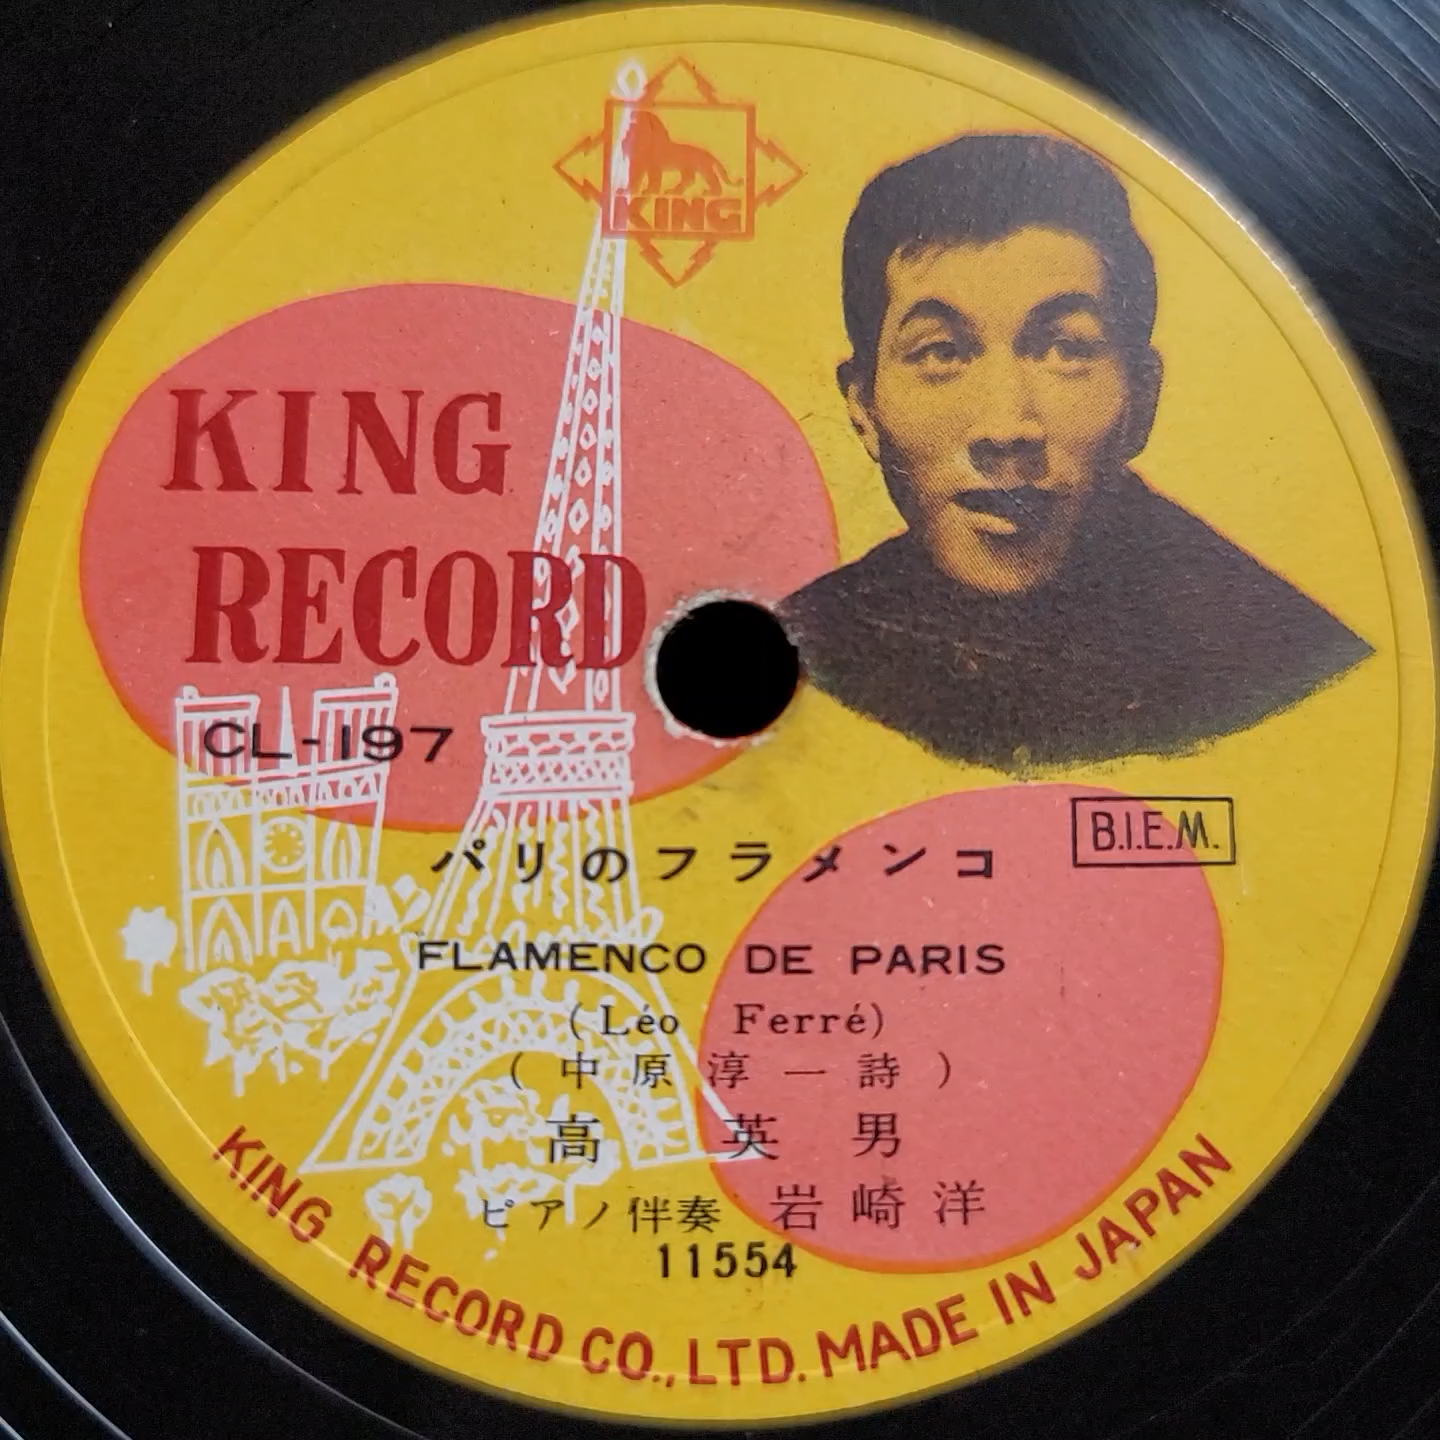 KING
KING
RECORD
CL-197
B.I.E.M.
パリのフラメンコ
FLAMENCO DE PARIS
(Léo Ferré)
(中原淳一詩)
高英男
ピアノ伴奏 岩崎洋
11554
KING RECORD CO., LTD. MADE IN JAPAN